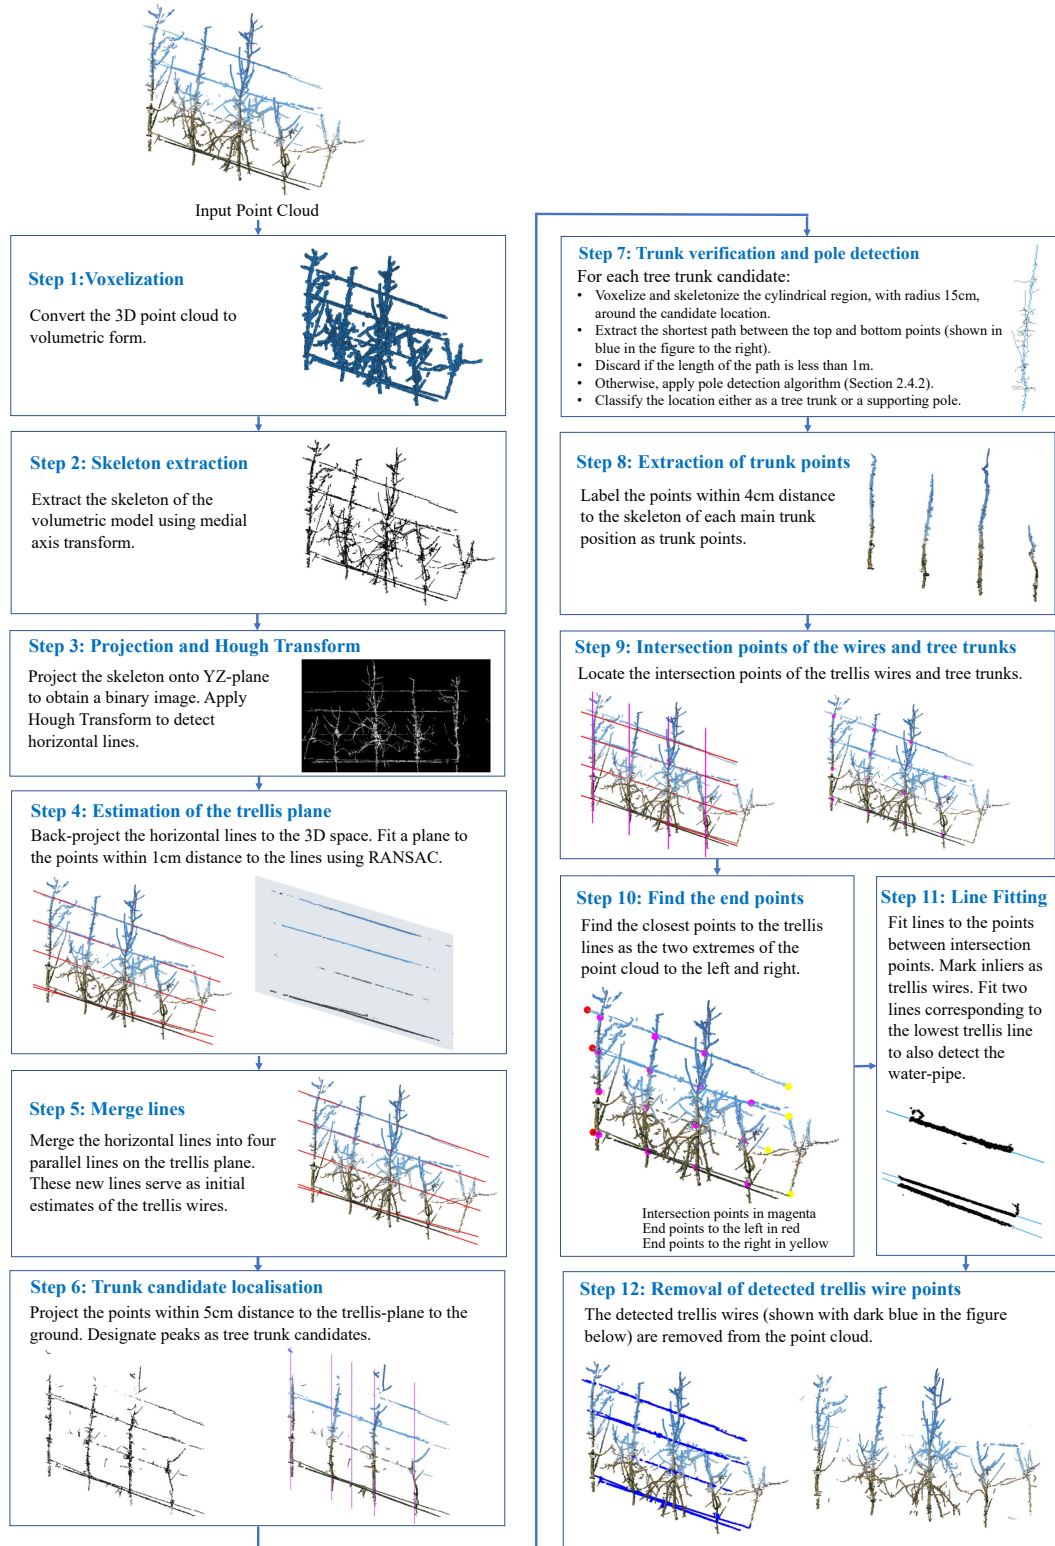 Input Point Cloud
Step 1:Voxelization
Convert the 3D point cloud to
volumetric form.
Step 2: Skeleton extraction
Extract the skeleton of the
volumetric model using medial
axis transform.
Step 3: Projection and Hough Transform
Project the skeleton onto YZ-plane
to obtain a binary image. Apply
Hough Transform to detect
horizontal lines.
Step 4: Estimation of the trellis plane
Back-project the horizontal lines to the 3D space. Fit a plane to
the points within 1cm distance to the lines using RANSAC.
Step 5: Merge lines
Merge the horizontal lines into four
parallel lines on the trellis plane.
These new lines serve as initial
estimates of the trellis wires.
Step 6: Trunk candidate localisation
Project the points within 5cm distance to the trellis-plane to the
ground. Designate peaks as tree trunk candidates.
Step 7: Trunk verification and pole detection
For each tree trunk candidate:
• Voxelize and skeletonize the cylindrical region, with radius 15cm,
around the candidate location.
• Extract the shortest path between the top and bottom points (shown in
blue in the figure to the right).
• Discard if the length of the path is less than 1m.
• Otherwise, apply pole detection algorithm (Section 2.4.2).
• Classify the location either as a tree trunk or a supporting pole.
Step 8: Extraction of trunk points
Label the points within 4cm distance
to the skeleton of each main trunk
position as trunk points.
Step 9: Intersection points of the wires and tree trunks
Locate the intersection points of the trellis wires and tree trunks.
Step 10: Find the end points
Find the closest points to the trellis
lines as the two extremes of the
point cloud to the left and right.
Intersection points in magenta
End points to the left in red
End points to the right in yellow
Step 11: Line Fitting
Fit lines to the points
between intersection
points. Mark inliers as
trellis wires. Fit two
lines corresponding to
the lowest trellis line
to also detect the
water-pipe.
Step 12: Removal of detected trellis wire points
The detected trellis wires (shown with dark blue in the figure
below) are removed from the point cloud.